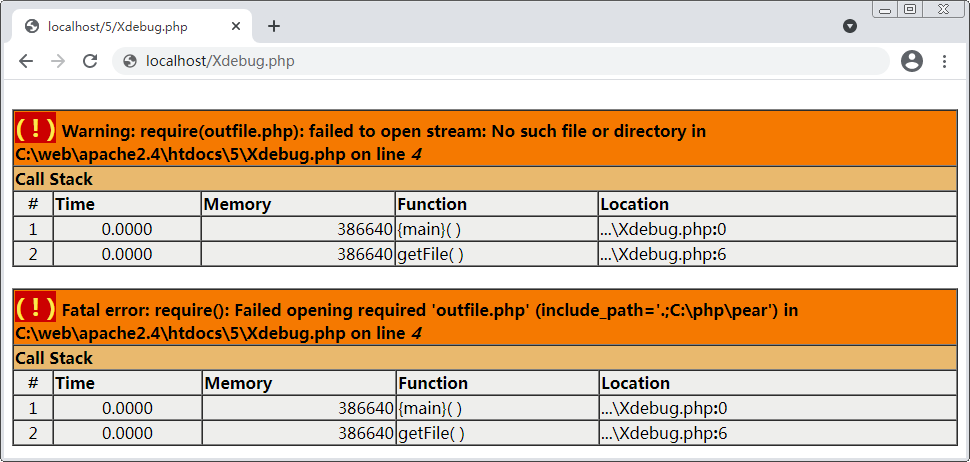 localhost/5/Xdebug.php
localhost/Xdebug.php
(!) Warning: require(outfile.php): failed to open stream: No such file or directory in
C:\web\apache2.4\htdocs\5\Xdebug.php on line 4
Call Stack
# Time Memory Function Location
1 0.0000 386640 {main}( ) ...\Xdebug.php:0
2 0.0000 386640 getFile( ) ...\Xdebug.php:6
(!) Fatal error: require(): Failed opening required 'outfile.php' (include_path='.;C:\php\pear') in
C:\web\apache2.4\htdocs\5\Xdebug.php on line 4
Call Stack
# Time Memory Function Location
1 0.0000 386640 {main}( ) ...\Xdebug.php:0
2 0.0000 386640 getFile( ) ...\Xdebug.php:6